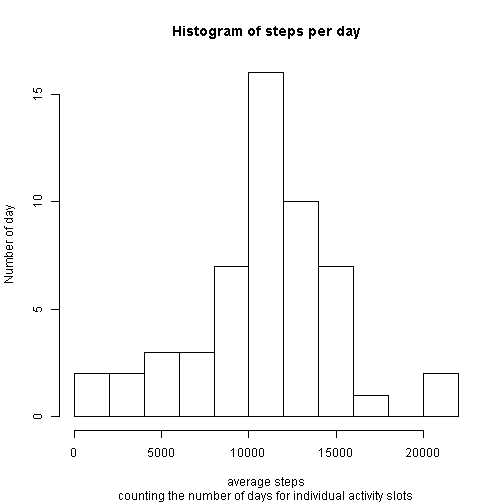 Histogram of steps per day
Number of day
15
10
5
0
0 5000 10000 15000 20000
average steps
counting the number of days for individual activity slots